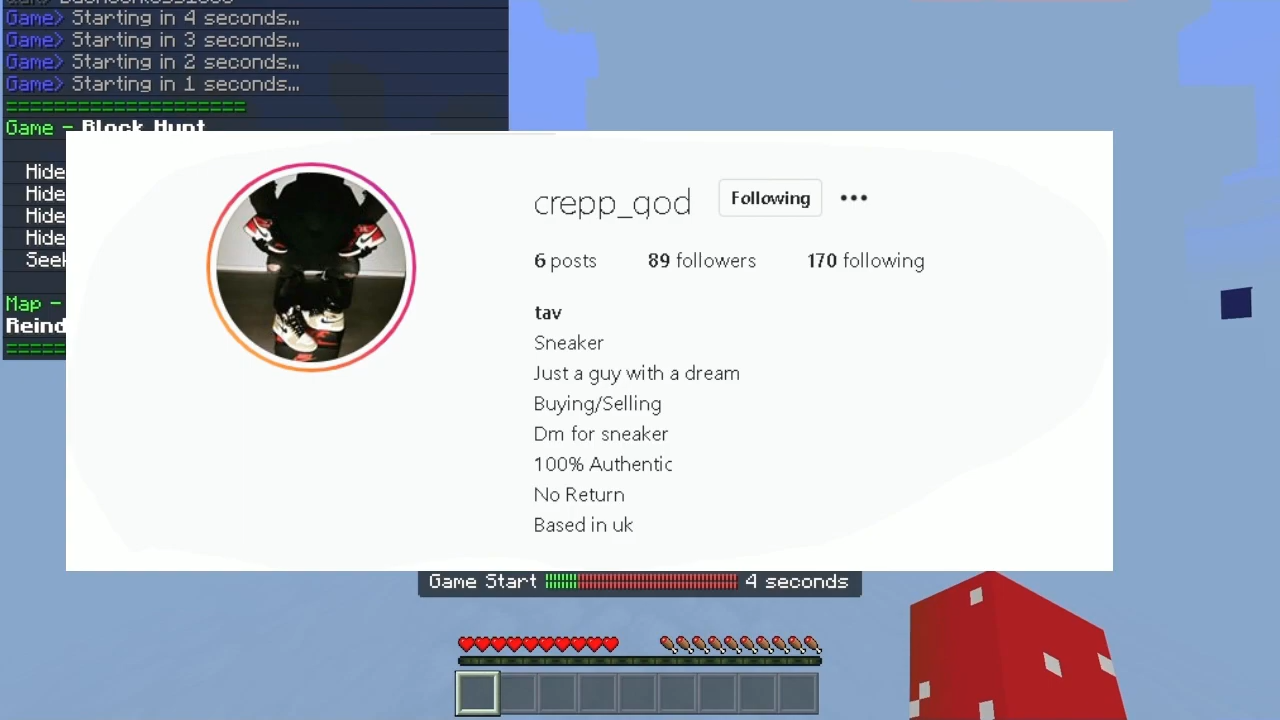 Game> Starting in 4 seconds...
Game> Starting in 3 seconds...
Game> Starting in 2 seconds...
Game> Starting in 1 seconds...
====================
Game - Block Hunt
Hide
Hide
Hide
Hide
Seek
Map -
Reind
=====
crepp_god
Following
•••
6 posts 89 followers 170 following
tav
Sneaker
Just a guy with a dream
Buying/Selling
Dm for sneaker
100% Authentic
No Return
Based in uk
Game Start 4 seconds